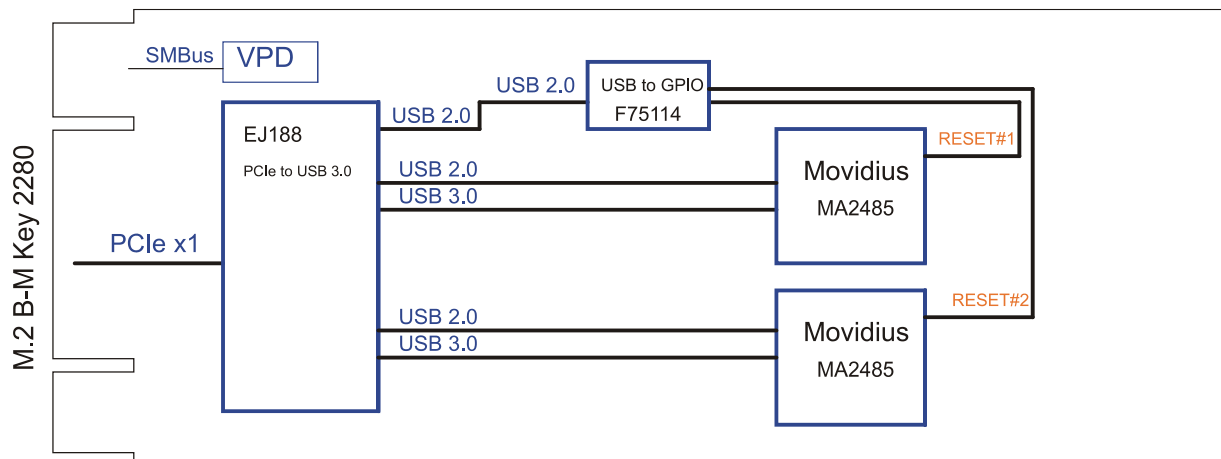 SMBus
VPD
USB 2.0
USB to GPIO
F75114
USB 2.0
EJ188
PCIe to USB 3.0
RESET#1
USB 2.0
USB 3.0
Movidius
MA2485
M.2 B-M Key 2280
PCIe x1
RESET#2
USB 2.0
USB 3.0
Movidius
MA2485